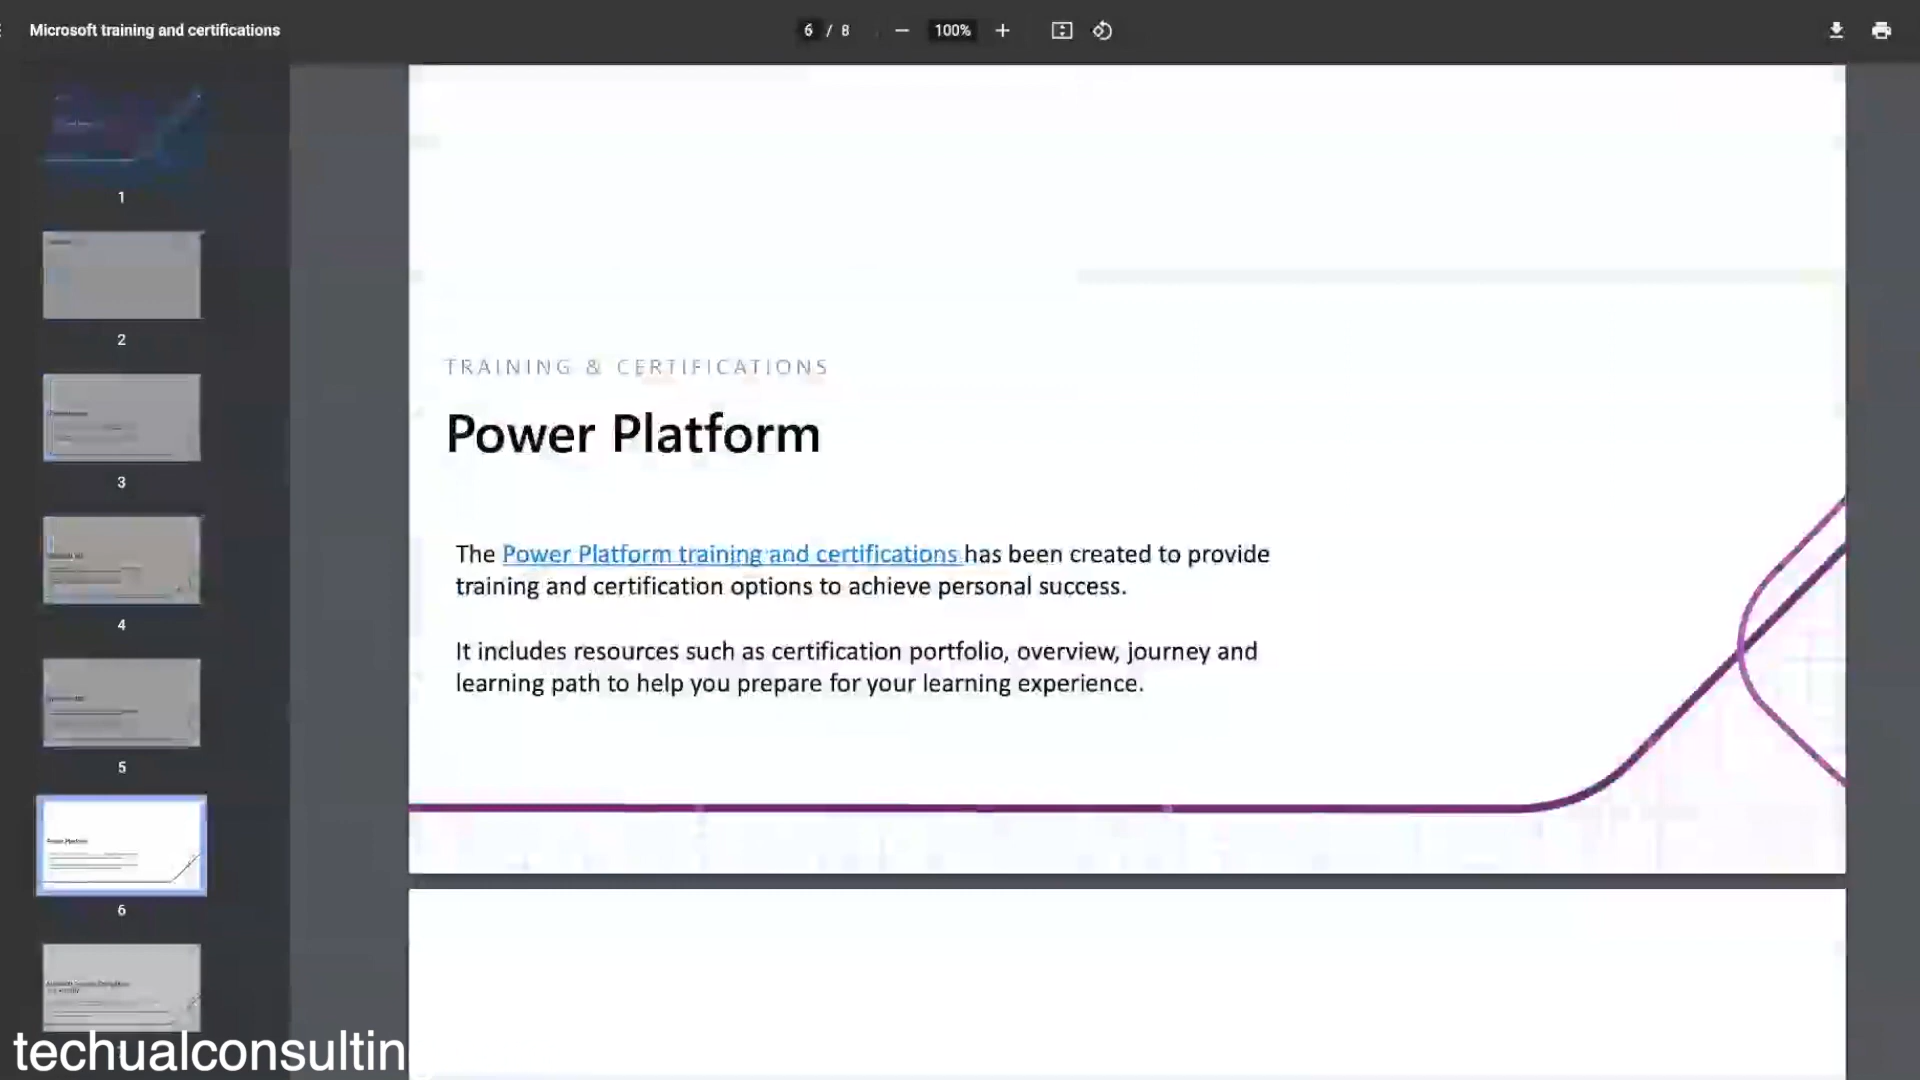 Microsoft training and certifications
6 / 8
100%
1
2
3
4
5
6
TRAINING & CERTIFICATIONS
Power Platform
The Power Platform training and certifications has been created to provide
training and certification options to achieve personal success.
It includes resources such as certification portfolio, overview, journey and
learning path to help you prepare for your learning experience.
Power Platform
techualconsultin